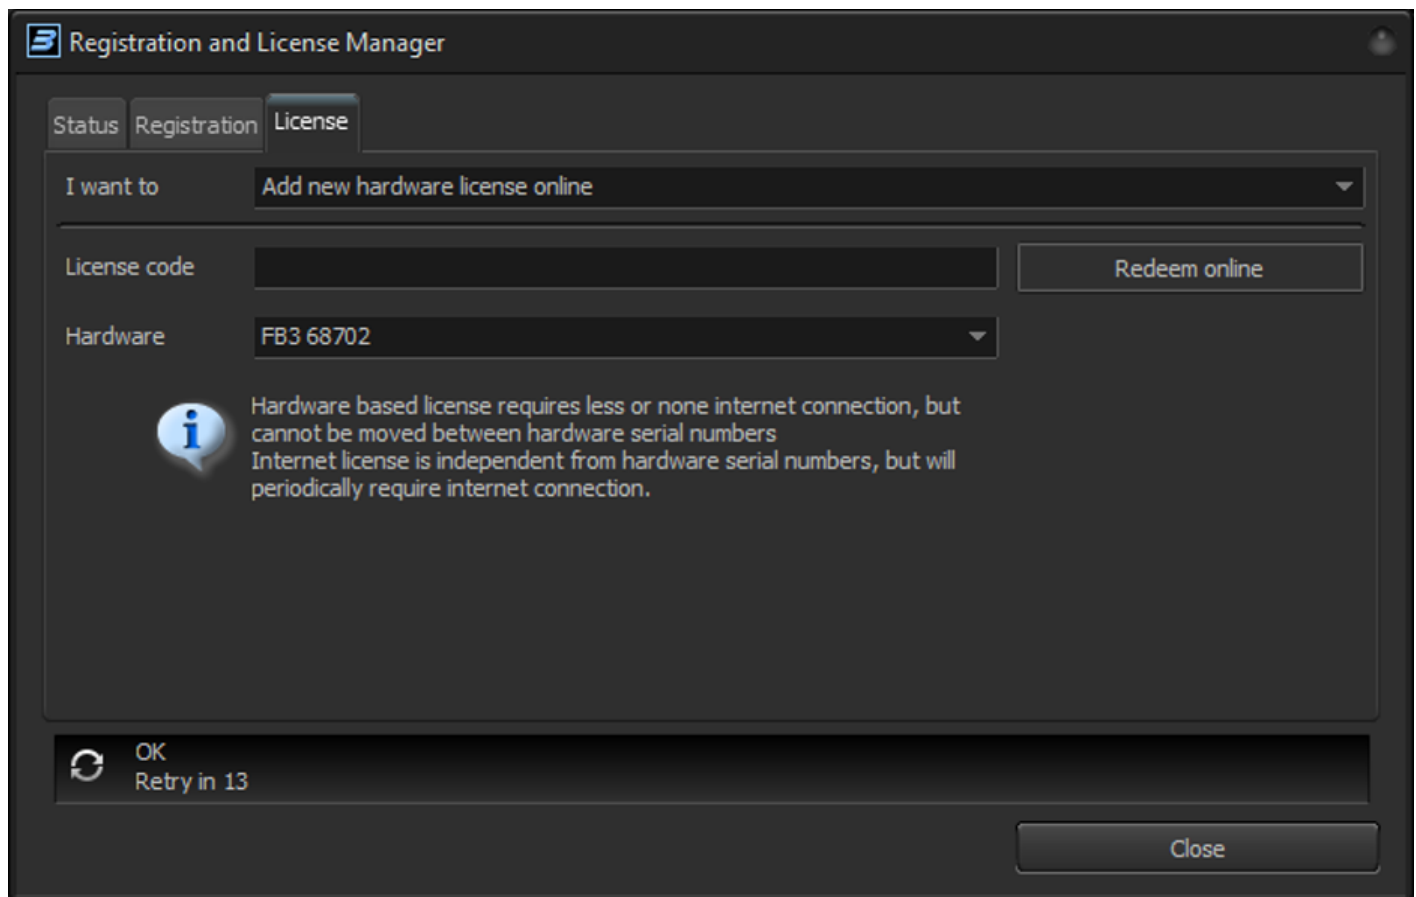 Registration and License Manager
Status Registration License
I want to Add new hardware license online
License code Redeem online
Hardware FB3 68702
Hardware based license requires less or none internet connection, but
cannot be moved between hardware serial numbers
Internet license is independent from hardware serial numbers, but will
periodically require internet connection.
OK
Retry in 13
Close